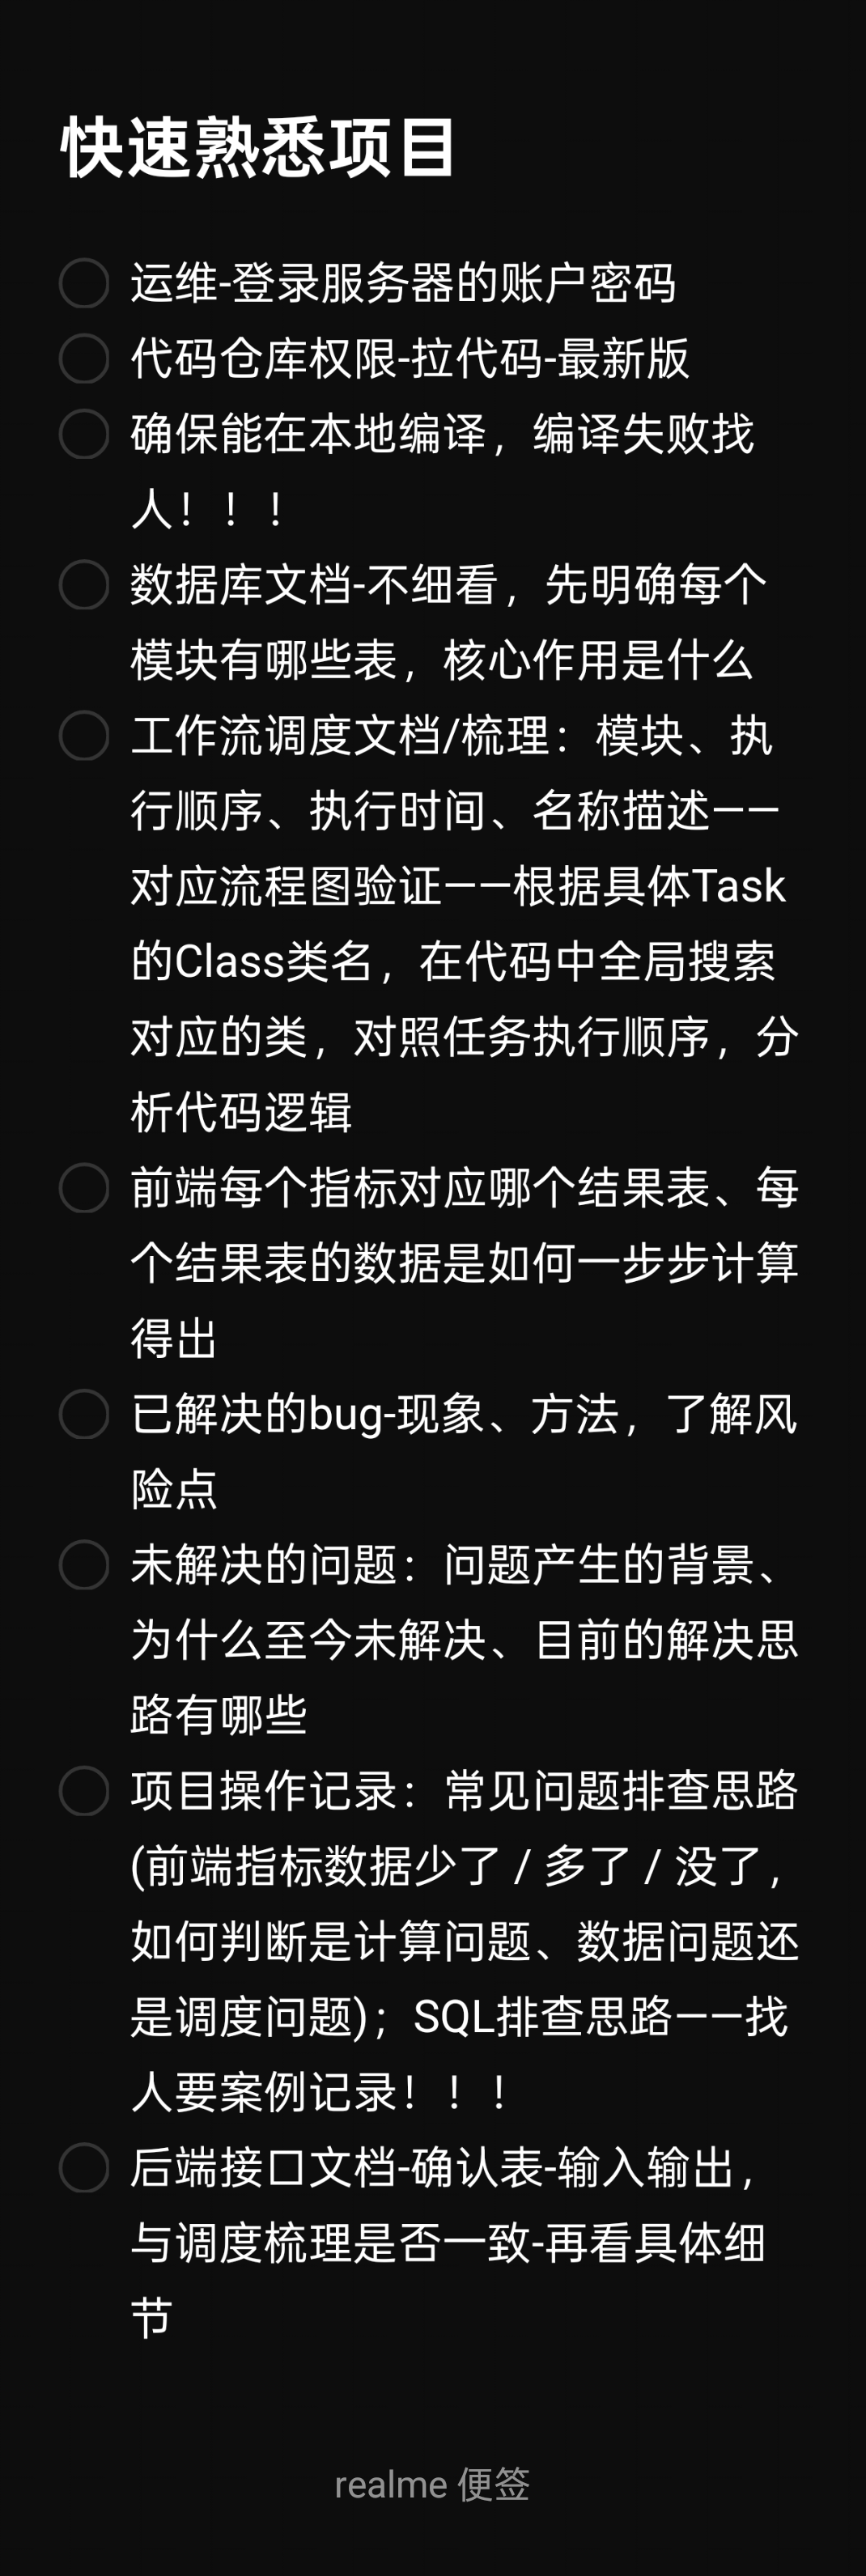 快速熟悉项目
运维-登录服务器的账户密码
代码仓库权限-拉代码-最新版
确保能在本地编译，编译失败找
人！！！
数据库文档-不细看，先明确每个
模块有哪些表，核心作用是什么
工作流调度文档/梳理：模块、执
行顺序、执行时间、名称描述——
对应流程图验证——根据具体Task
的Class类名，在代码中全局搜索
对应的类，对照任务执行顺序，分
析代码逻辑
前端每个指标对应哪个结果表、每
个结果表的数据是如何一步步计算
得出
已解决的bug-现象、方法，了解风
险点
未解决的问题：问题产生的背景、
为什么至今未解决、目前的解决思
路有哪些
项目操作记录：常见问题排查思路
(前端指标数据少了 / 多了 / 没了，
如何判断是计算问题、数据问题还
是调度问题)；SQL排查思路——找
人要案例记录！！！
后端接口文档-确认表-输入输出，
与调度梳理是否一致-再看具体细
节
realme 便签